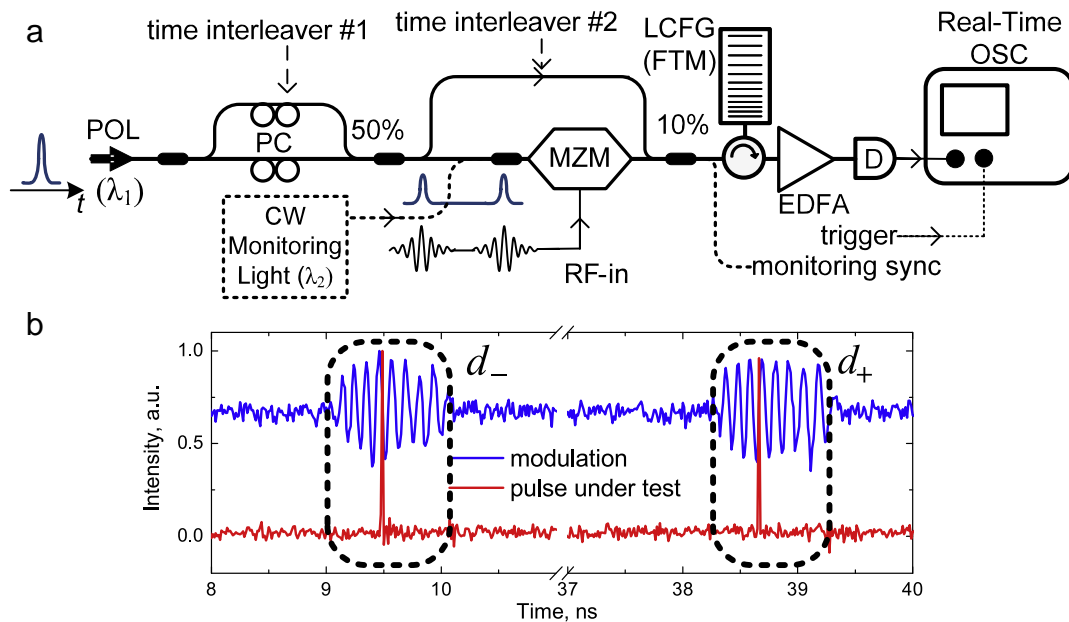 a
time interleaver #1
time interleaver #2
LCFG
(FTM)
Real-Time
OSC
POL
(λ₁)
t
PC
50%
MZM
10%
D
EDFA
CW
Monitoring
Light (λ₂)
RF-in
trigger
monitoring sync
b
Intensity, a.u.
1.0
0.5
0.0
d₋
d₊
modulation
pulse under test
8 9 10 37 38 39 40
Time, ns